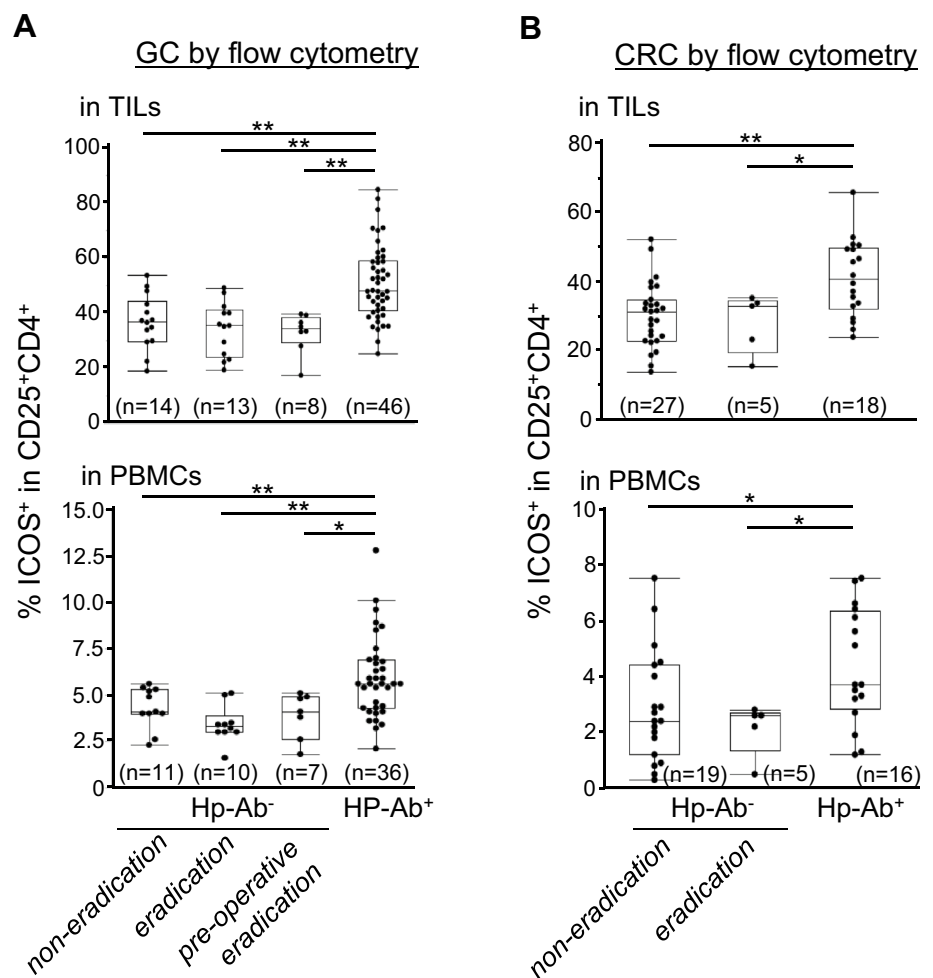 A
GC by flow cytometry
in TILs
**
**
**
100
80
60
40
20
0
(n=14) (n=13) (n=8) (n=46)
% ICOS⁺ in CD25⁺CD4⁺
in PBMCs
**
**
*
15.0
12.5
10.0
7.5
5.0
2.5
0
(n=11) (n=10) (n=7) (n=36)
Hp-Ab⁻ HP-Ab⁺
non-eradication
eradication
pre-operative
eradication
B
CRC by flow cytometry
in TILs
**
*
80
60
40
20
0
(n=27) (n=5) (n=18)
% ICOS⁺ in CD25⁺CD4⁺
in PBMCs
*
*
10
8
6
4
2
0
(n=19) (n=5) (n=16)
Hp-Ab⁻ Hp-Ab⁺
non-eradication
eradication